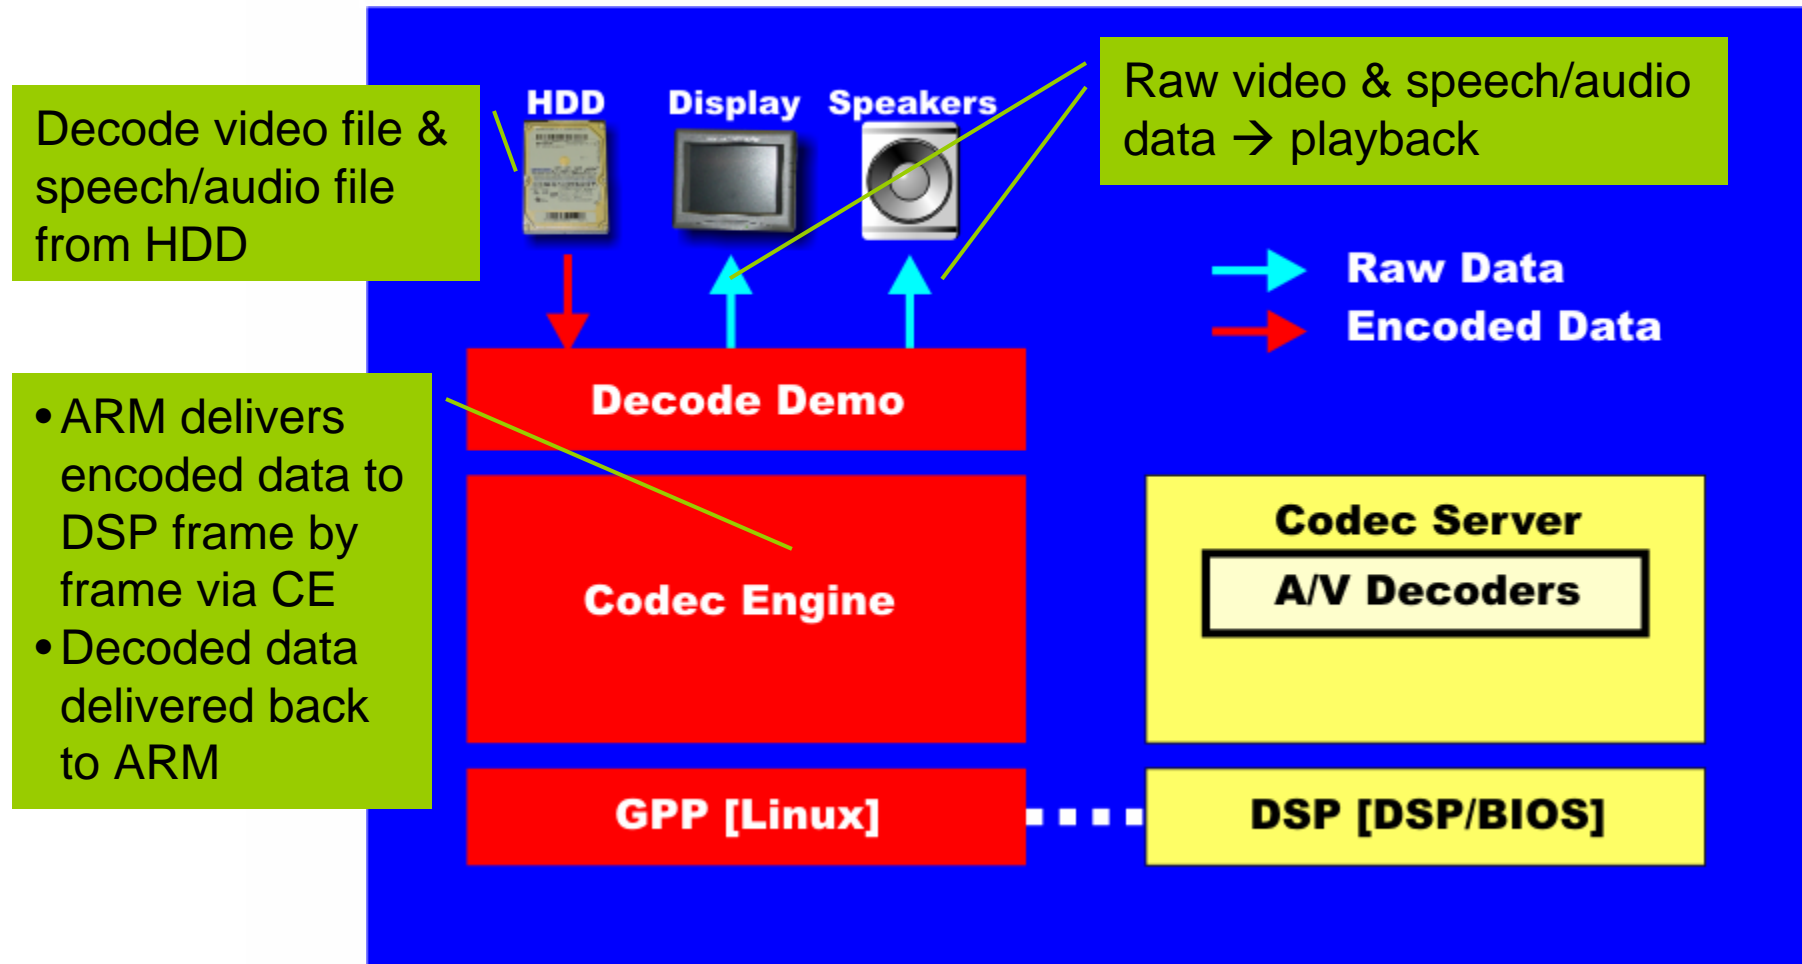 Decode video file &
speech/audio file
from HDD
HDD
Display
Speakers
Raw video & speech/audio
data → playback
Raw Data
Encoded Data
• ARM delivers
encoded data to
DSP frame by
frame via CE
• Decoded data
delivered back
to ARM
Decode Demo
Codec Engine
GPP [Linux]
Codec Server
A/V Decoders
DSP [DSP/BIOS]